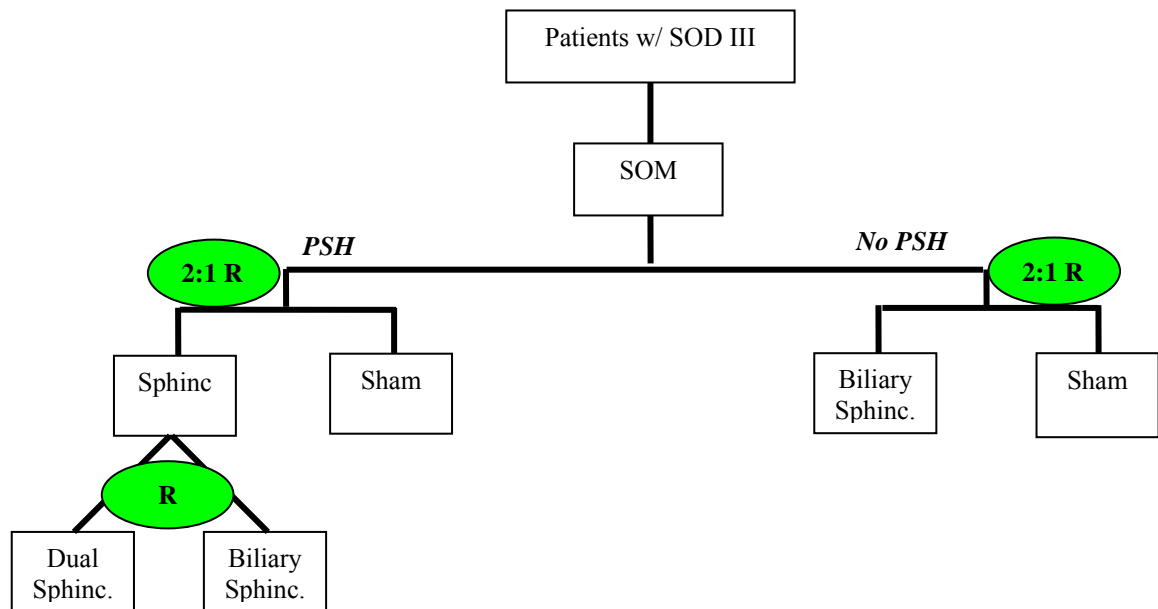 Patients w/ SOD III
SOM
PSH
No PSH
2:1 R
2:1 R
Sphinc
Sham
Biliary
Sphinc.
Sham
R
Dual
Sphinc.
Biliary
Sphinc.